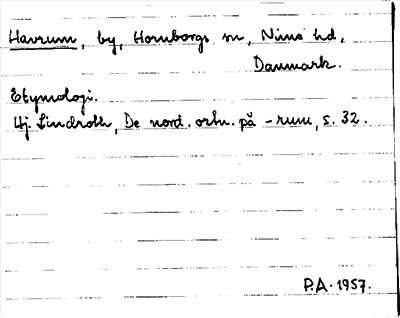 Havrum, by, Hornborgs sn, Nims hd,
Danmark.
Etymologi.
Hj. Lindroth, De nord. ortn. på -rum, s. 32.
P.A. 1957.